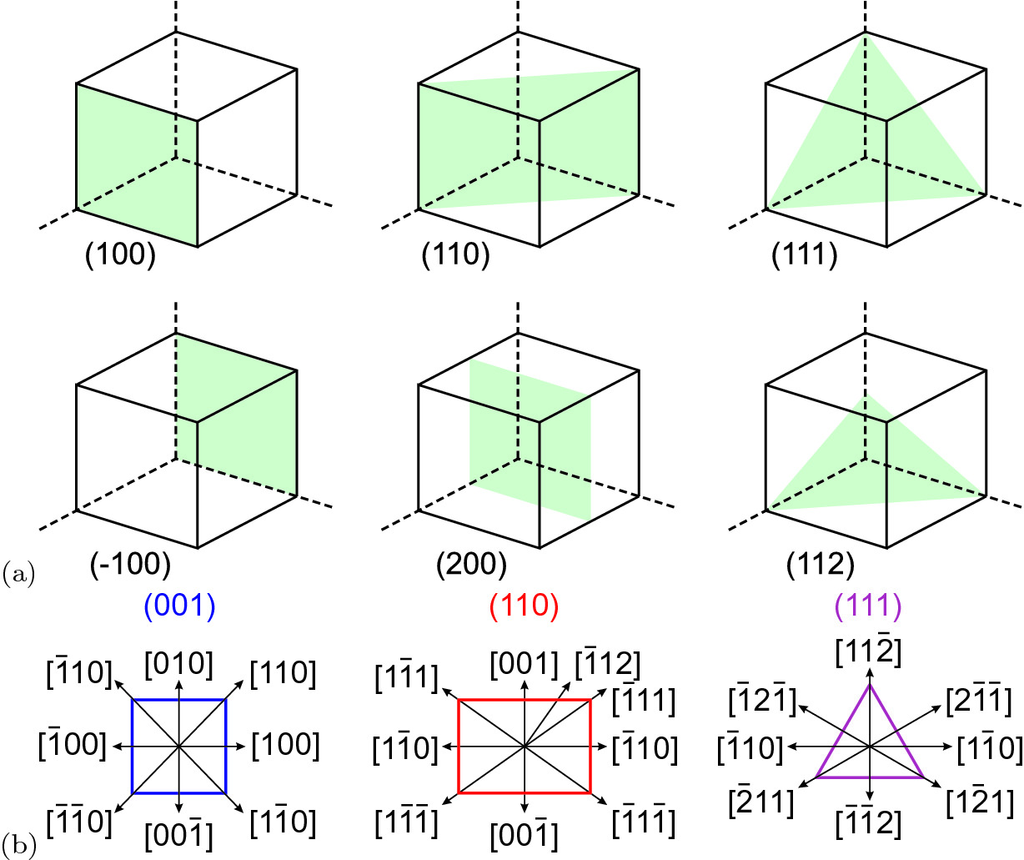 (100) (110) (111)
(-100) (200) (112)
(a)
(001) (110) (111)
[1̄10] [010] [110] [11̄1] [001] [1̄12] [1̄11] [112̄]
[1̄21̄] [21̄1̄]
[1̄00] [100] [11̄0] [1̄10] [1̄10] [11̄0]
[2̄11] [12̄1]
[1̄1̄0] [001̄] [11̄0] [11̄1̄] [001̄] [1̄11̄] [1̄1̄2]
(b)